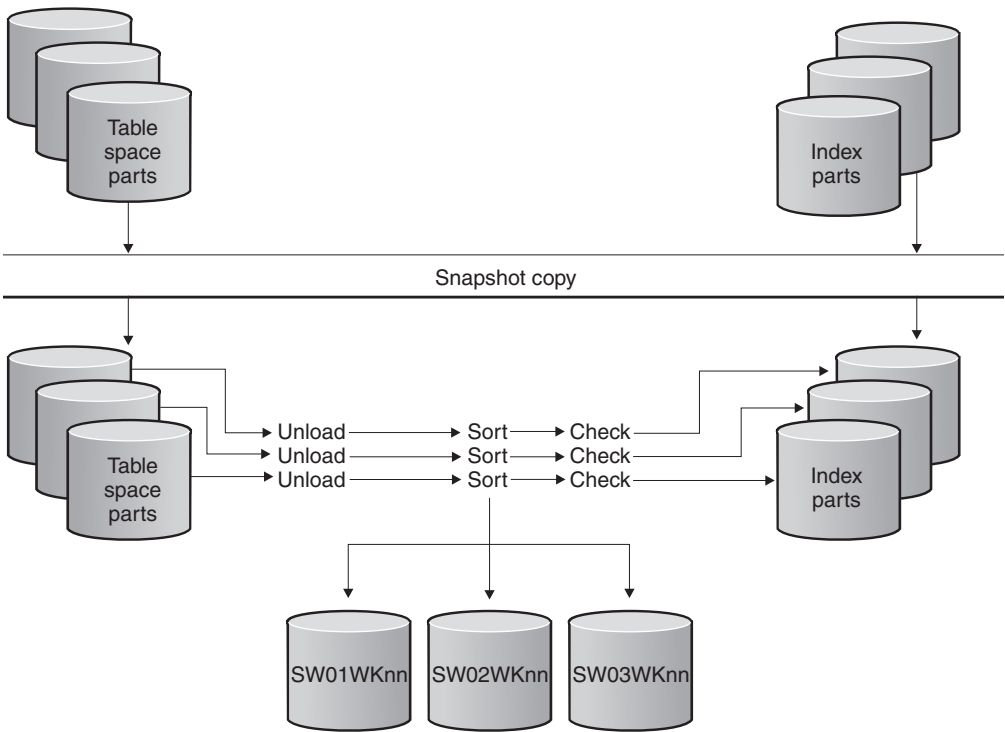 Table
space
parts
Index
parts
Snapshot copy
Unload Sort Check
Unload Sort Check
Unload Sort Check
Table
space
parts
Index
parts
SW01WKnn SW02WKnn SW03WKnn